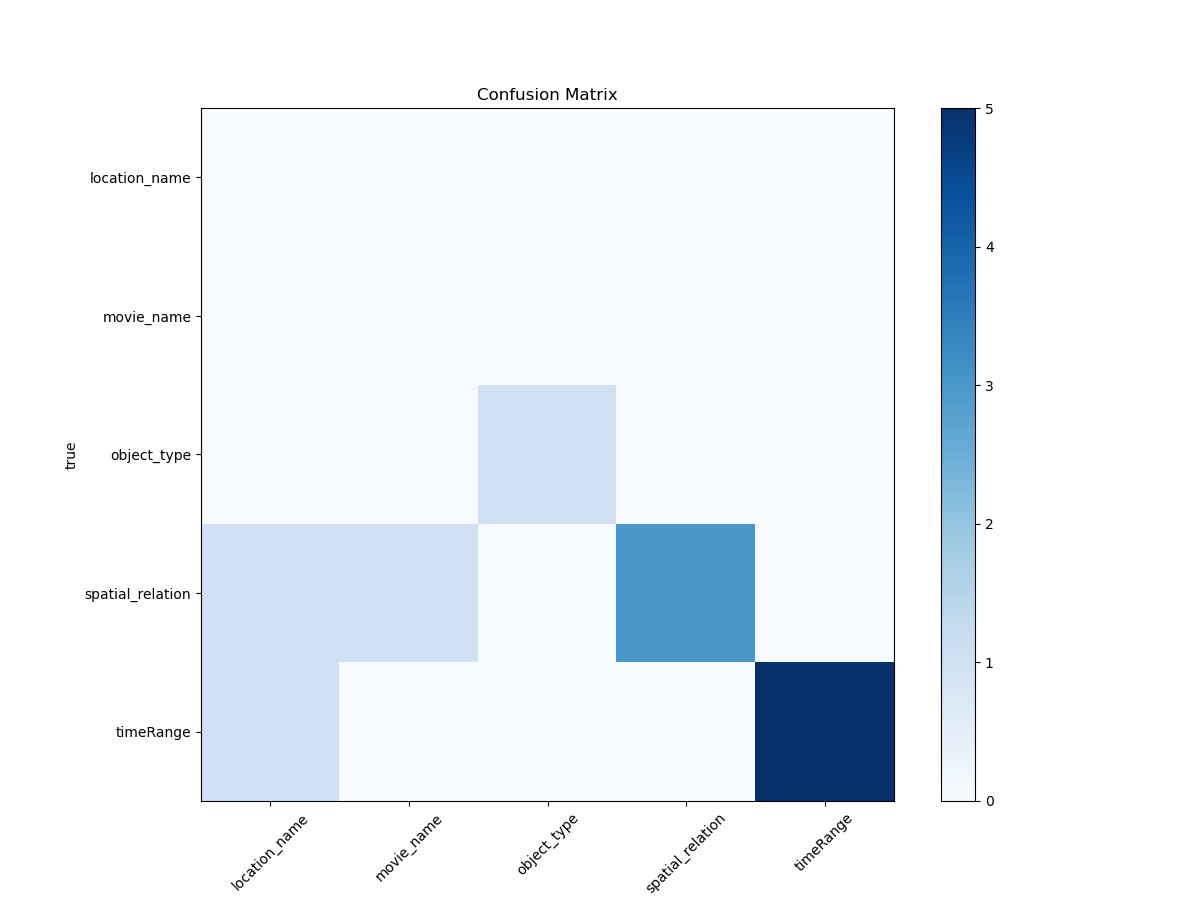 Confusion Matrix
location_name
movie_name
object_type
spatial_relation
timeRange
true
location_name
movie_name
object_type
spatial_relation
timeRange
5
4
3
2
1
0